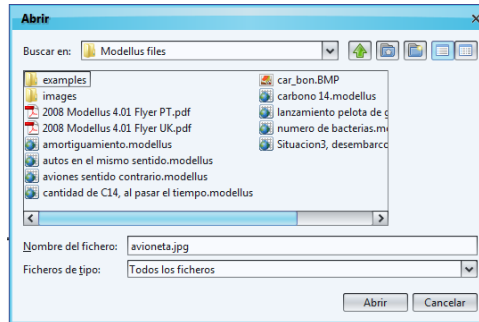 Abrir
Buscar en: Modellus files
examples
images
2008 Modellus 4.01 Flyer PT.pdf
2008 Modellus 4.01 Flyer UK.pdf
amortiguamiento.modellus
autos en el mismo sentido.modellus
aviones sentido contrario.modellus
cantidad de C14, al pasar el tiempo.modellus
car_bon.BMP
carbono 14.modellus
lanzamiento pelota de g
numero de bacterias.m
Situacion3, desembarco
Nombre del fichero: avioneta.jpg
Ficheros de tipo: Todos los ficheros
Abrir Cancelar